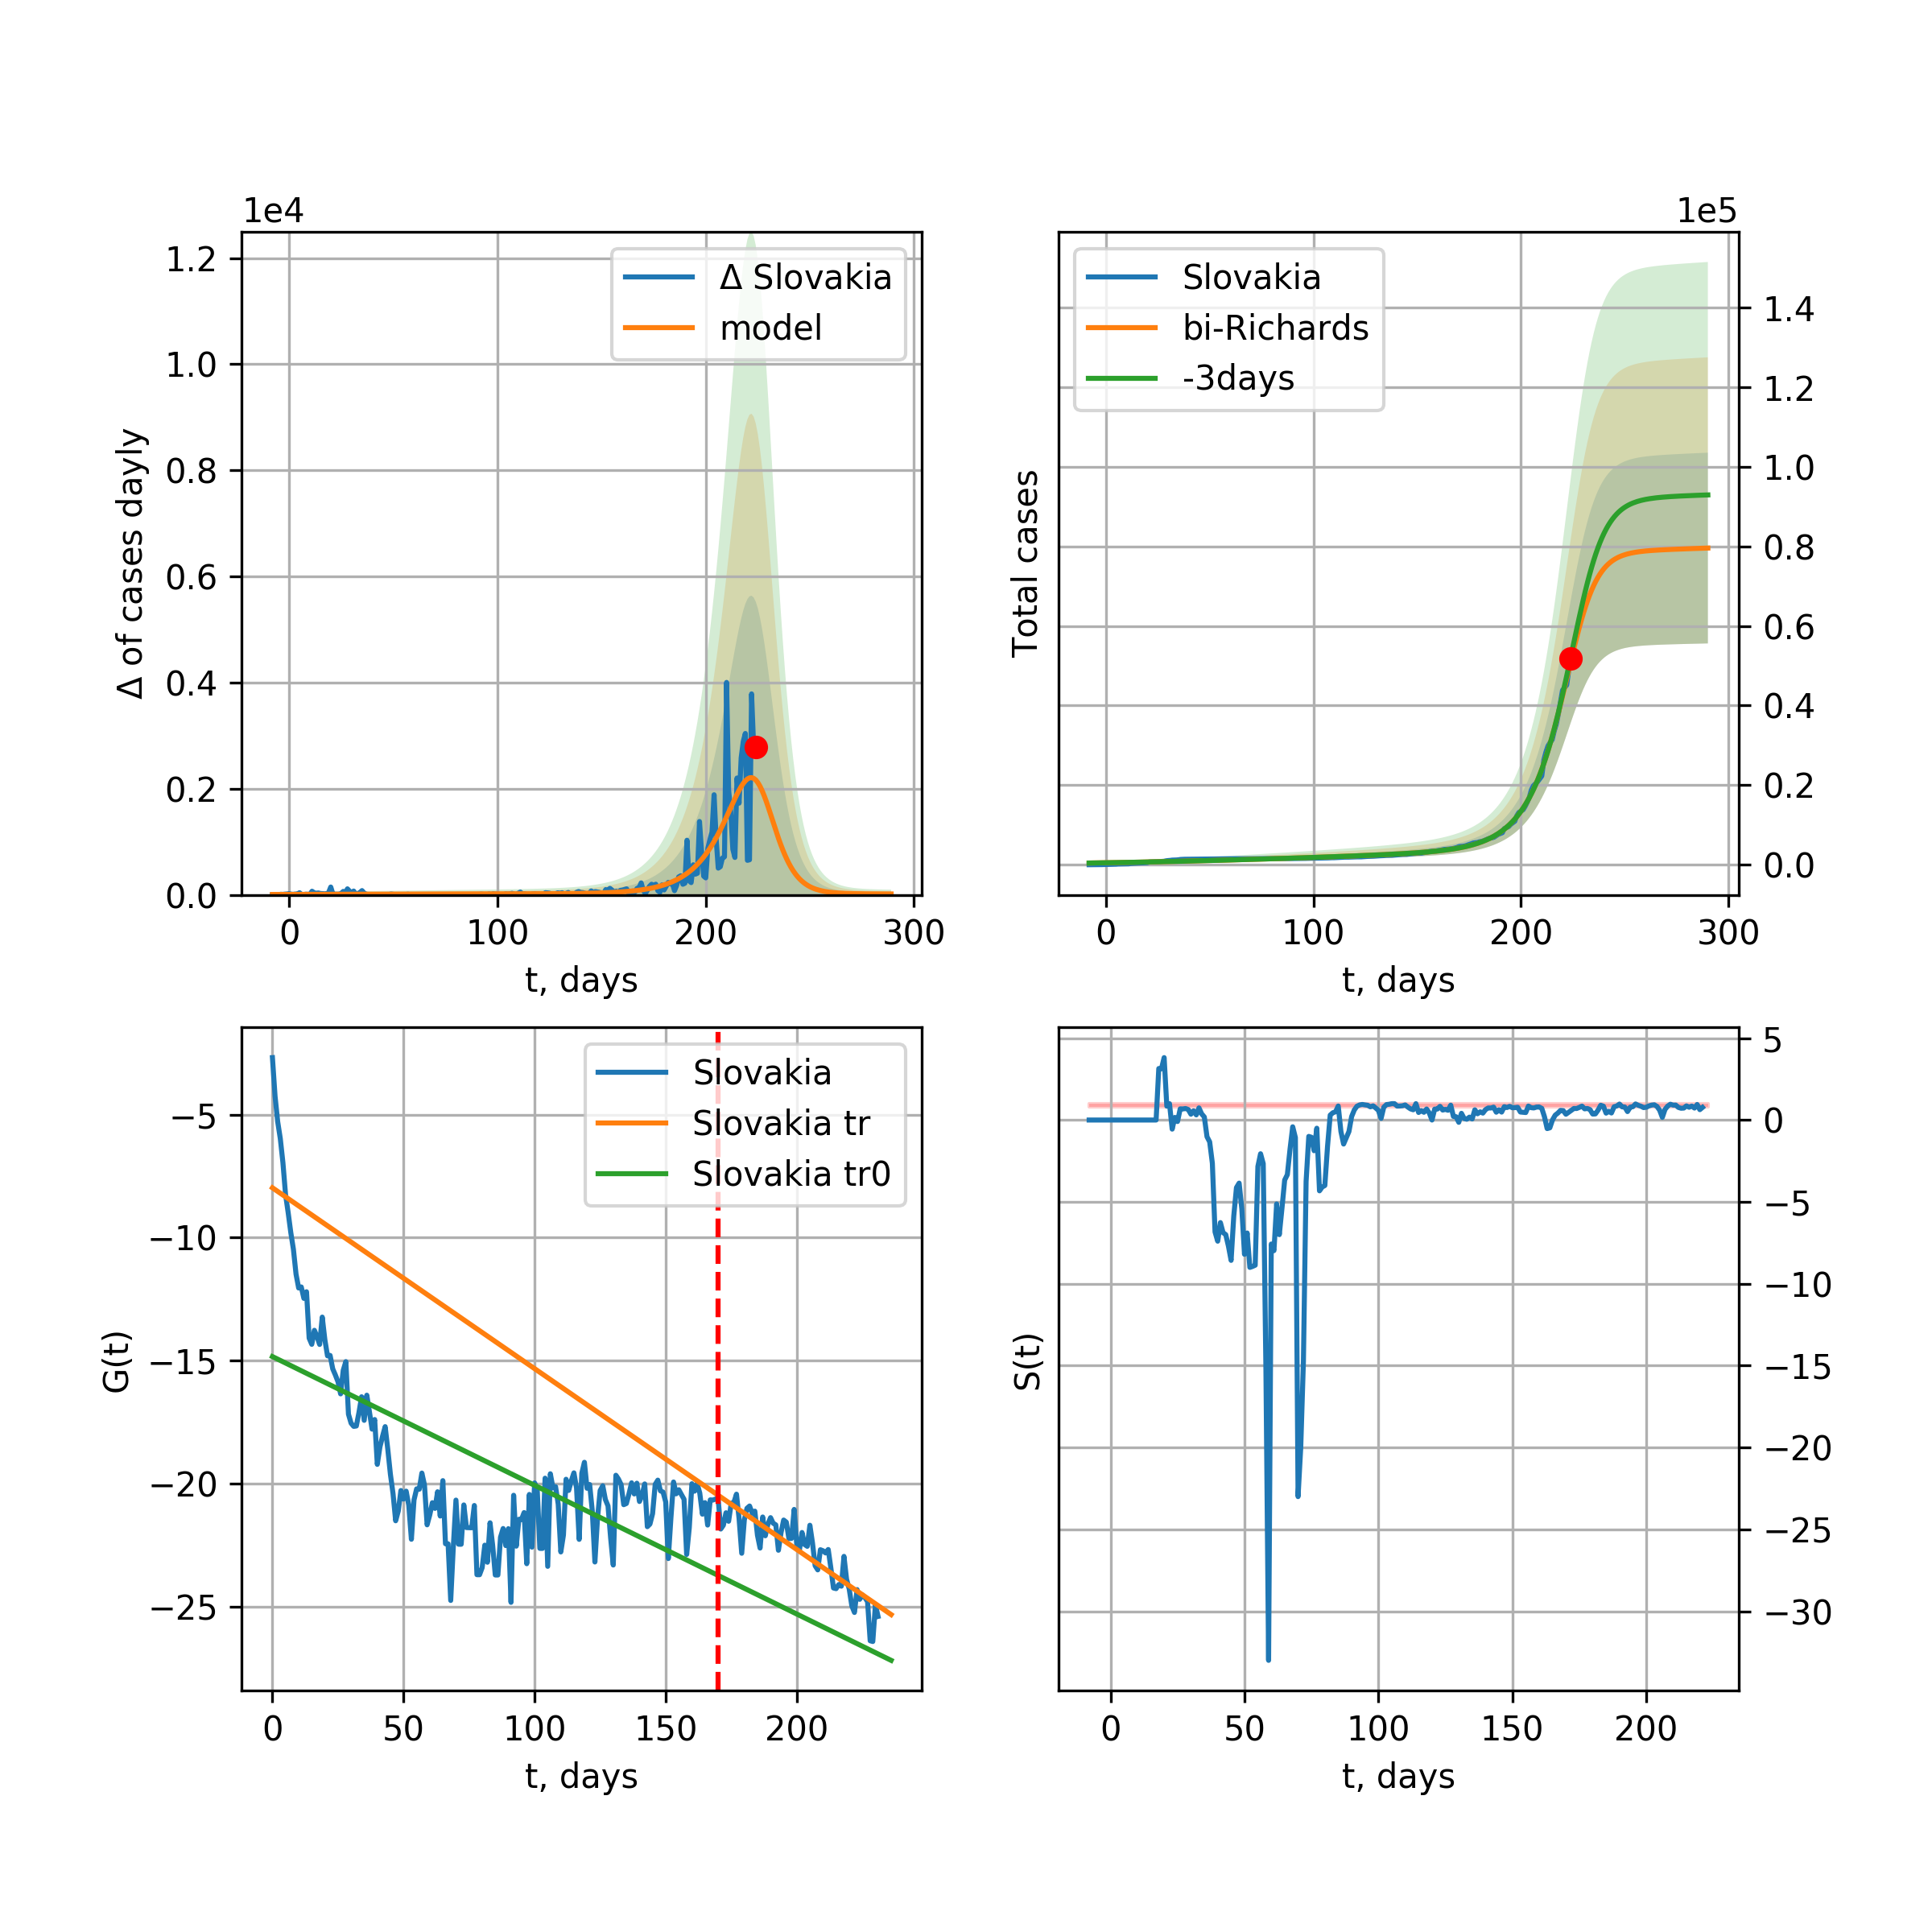 1e4
Δ of cases dayly
1.2
1.0
0.8
0.6
0.4
0.2
0.0
Δ Slovakia
model
0 100 200 300
t, days
1e5
Total cases
Slovakia
bi-Richards
-3days
1.4
1.2
1.0
0.8
0.6
0.4
0.2
0.0
0 100 200 300
t, days
G(t)
−5
−10
−15
−20
−25
Slovakia
Slovakia tr
Slovakia tr0
0 50 100 150 200
t, days
S(t)
5
0
−5
−10
−15
−20
−25
−30
0 50 100 150 200
t, days